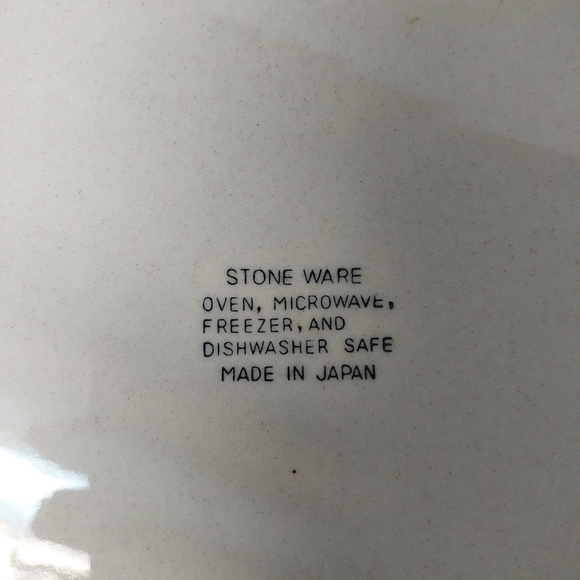 STONE WARE
OVEN, MICROWAVE,
FREEZER, AND
DISHWASHER SAFE
MADE IN JAPAN